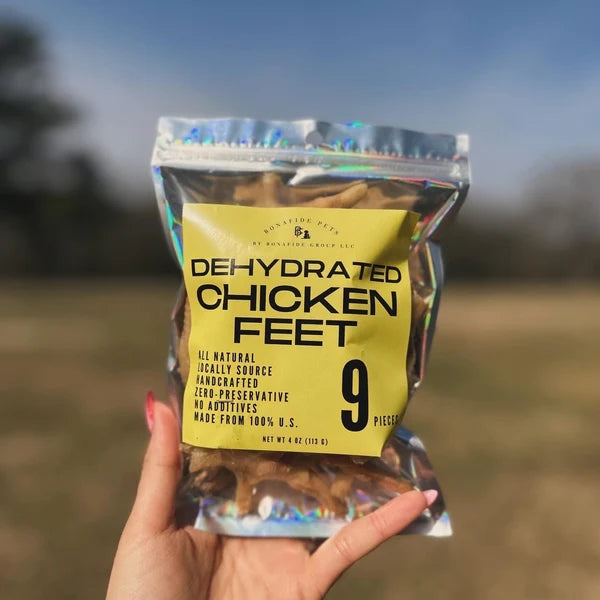 BONAFIDE PETS
BY BONAFIDE GROUP LLC
DEHYDRATED
CHICKEN
FEET
ALL NATURAL
LOCALLY SOURCE
HANDCRAFTED
ZERO-PRESERVATIVE
NO ADDITIVES
MADE FROM 100% U.S.
9 PIECES
NET WT 4 OZ (113 G)